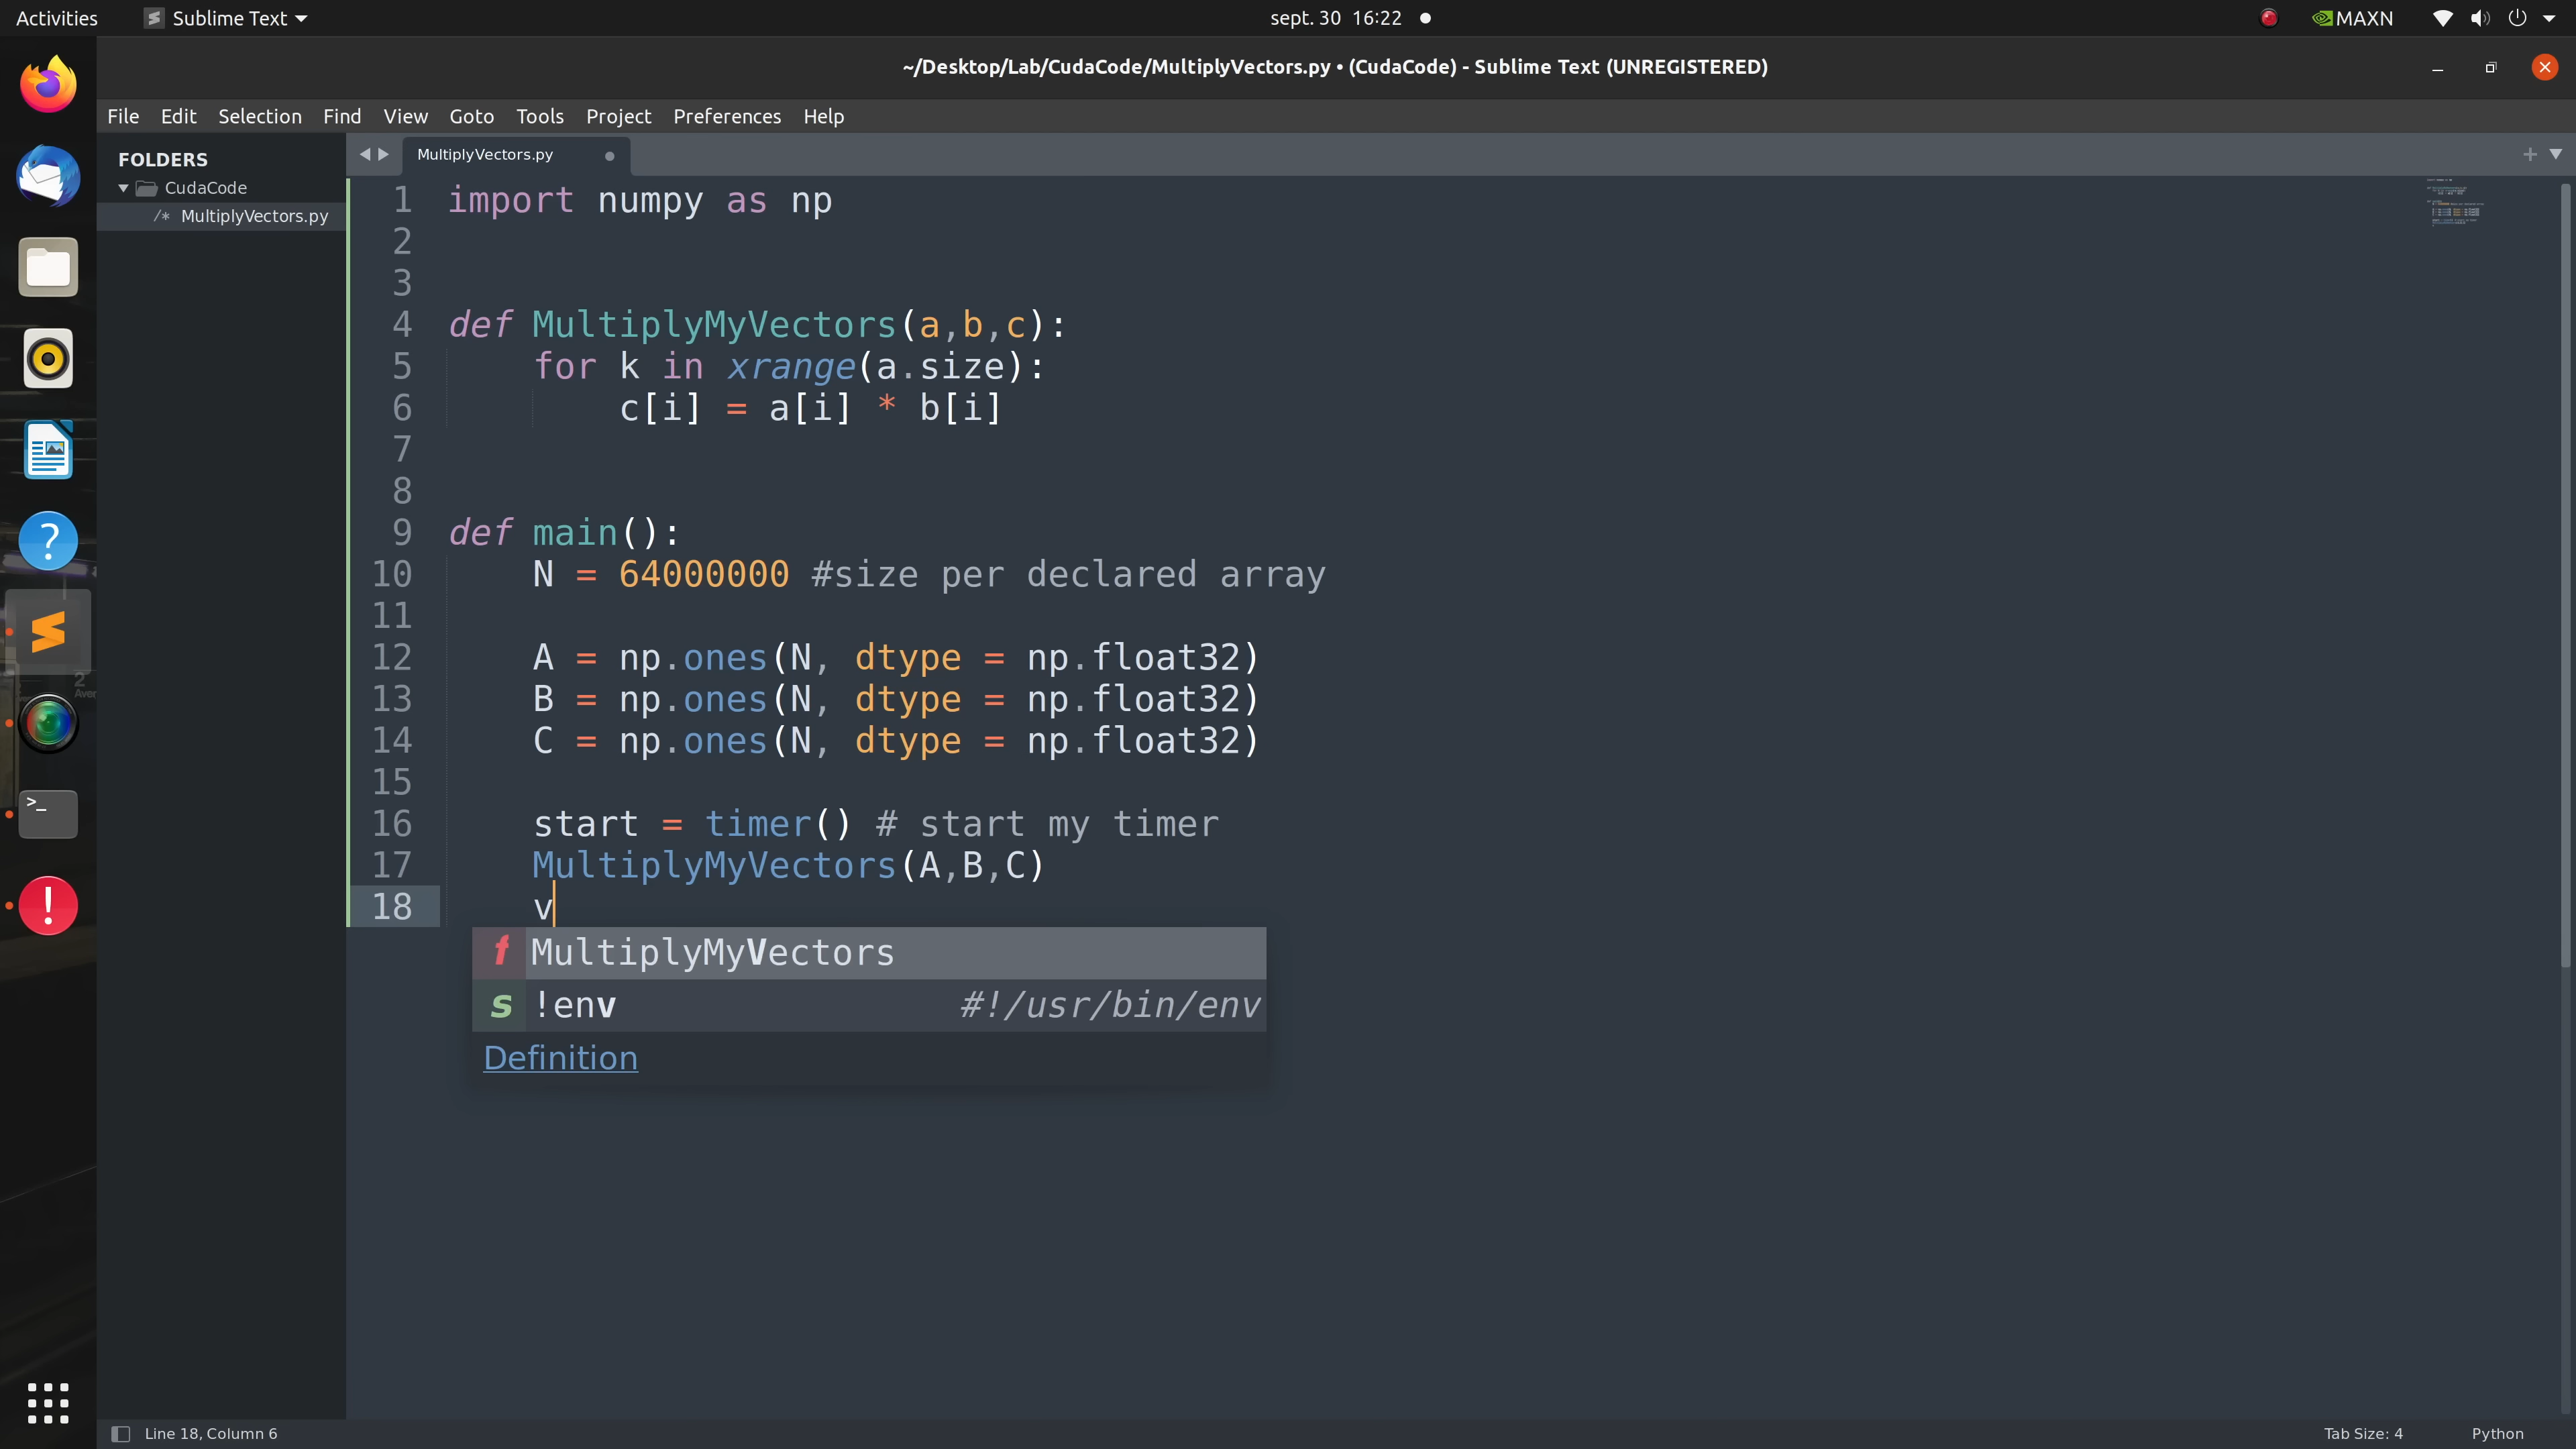 Activities Sublime Text sept. 30 16:22 MAXN
~/Desktop/Lab/CudaCode/MultiplyVectors.py • (CudaCode) - Sublime Text (UNREGISTERED)
File Edit Selection Find View Goto Tools Project Preferences Help
FOLDERS
CudaCode
/* MultiplyVectors.py
MultiplyVectors.py
1 import numpy as np
2
3
4 def MultiplyMyVectors(a,b,c):
5 for k in xrange(a.size):
6 c[i] = a[i] * b[i]
7
8
9 def main():
10 N = 64000000 #size per declared array
11
12 A = np.ones(N, dtype = np.float32)
13 B = np.ones(N, dtype = np.float32)
14 C = np.ones(N, dtype = np.float32)
15
16 start = timer() # start my timer
17 MultiplyMyVectors(A,B,C)
18 v
f MultiplyMyVectors
s !env #!/usr/bin/env
Definition
Line 18, Column 6 Tab Size: 4 Python